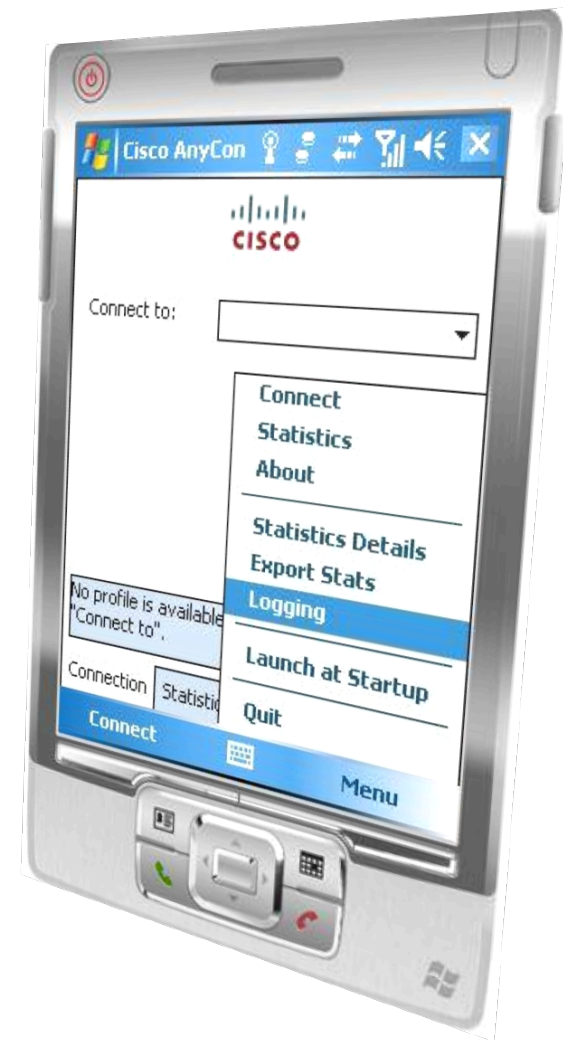 Cisco AnyCon
CISCO
Connect to:
Connect
Statistics
About
Statistics Details
Export Stats
Logging
Launch at Startup
Quit
No profile is available
"Connect to".
Connection
Statistic
Connect
Menu